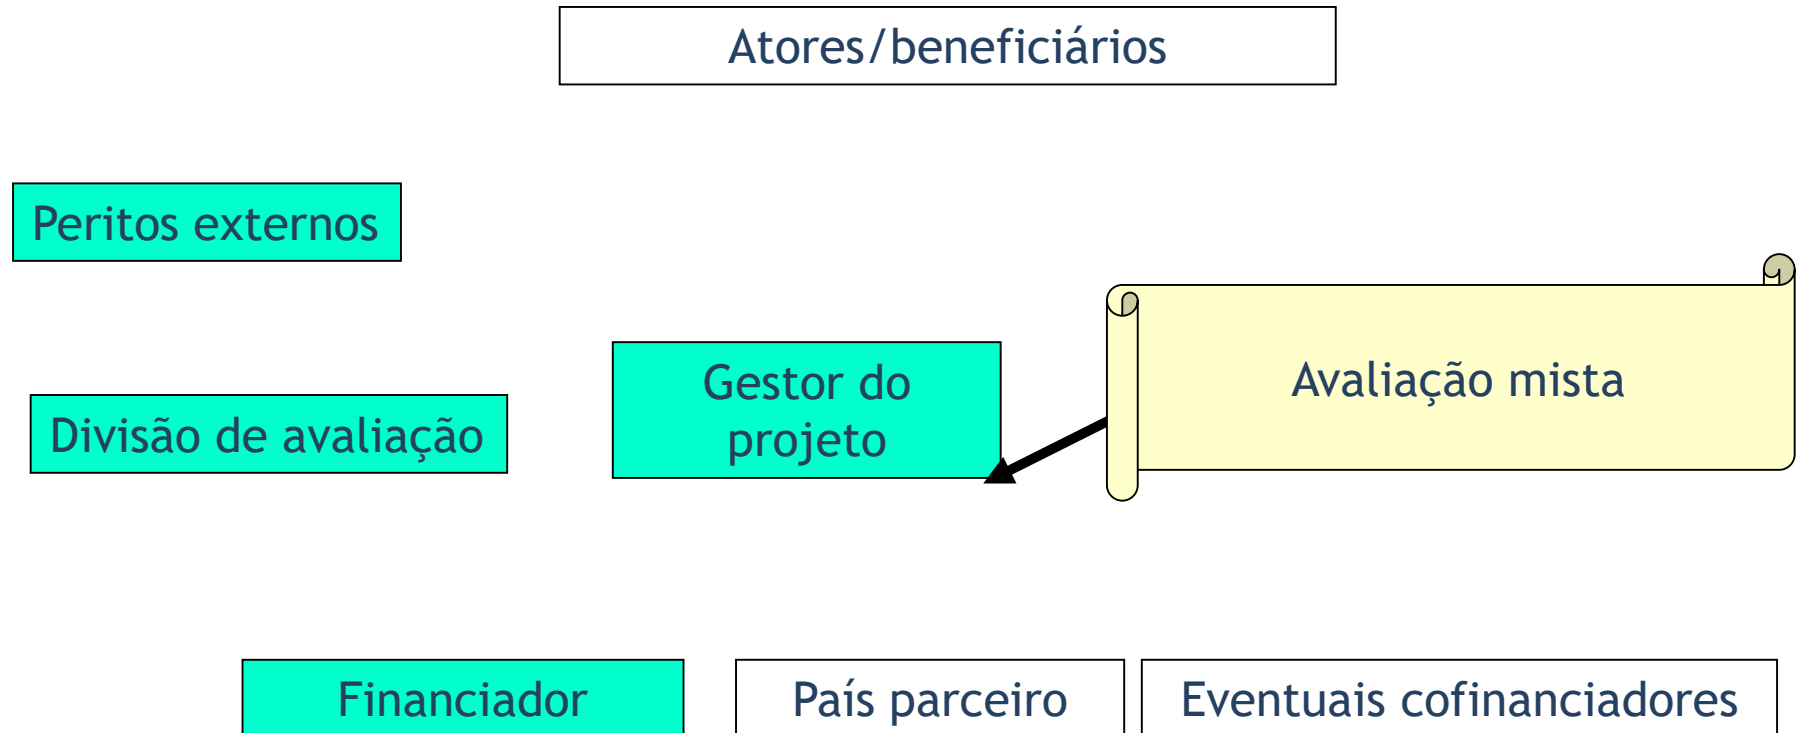 Atores/beneficiários
Peritos externos
Gestor do
projeto
Avaliação mista
Divisão de avaliação
Financiador
País parceiro
Eventuais cofinanciadores